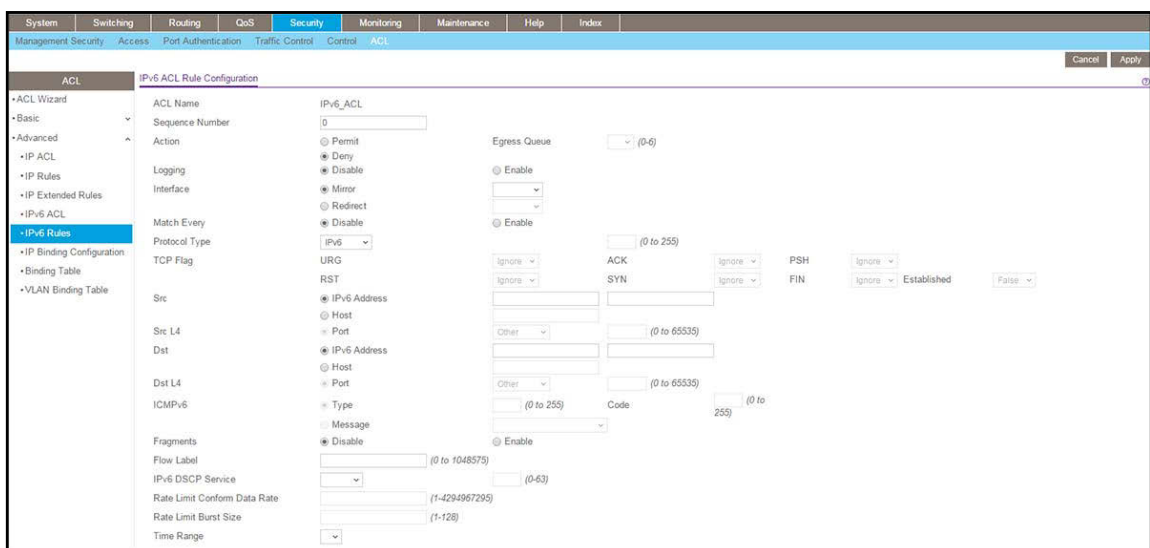 System Switching Routing QoS Security Monitoring Maintenance Help Index
Management Security Access Port Authentication Traffic Control Control ACL
Cancel Apply
ACL
•ACL Wizard
•Basic
•Advanced
•IP ACL
•IP Rules
•IP Extended Rules
•IPv6 ACL
•IPv6 Rules
•IP Binding Configuration
•Binding Table
•VLAN Binding Table
IPv6 ACL Rule Configuration ?
ACL Name IPv6_ACL
Sequence Number 0
Action Permit Egress Queue (0-6)
Deny
Logging Disable Enable
Interface Mirror
Redirect
Match Every Disable Enable
Protocol Type IPv6 (0 to 255)
TCP Flag URG Ignore ACK Ignore PSH Ignore
RST Ignore SYN Ignore FIN Ignore Established False
Src IPv6 Address
Host
Src L4 Port Other (0 to 65535)
Dst IPv6 Address
Host
Dst L4 Port Other (0 to 65535)
ICMPv6 Type (0 to 255) Code (0 to
255)
Message
Fragments Disable Enable
Flow Label (0 to 1048575)
IPv6 DSCP Service (0-63)
Rate Limit Conform Data Rate (1-4294967295)
Rate Limit Burst Size (1-128)
Time Range